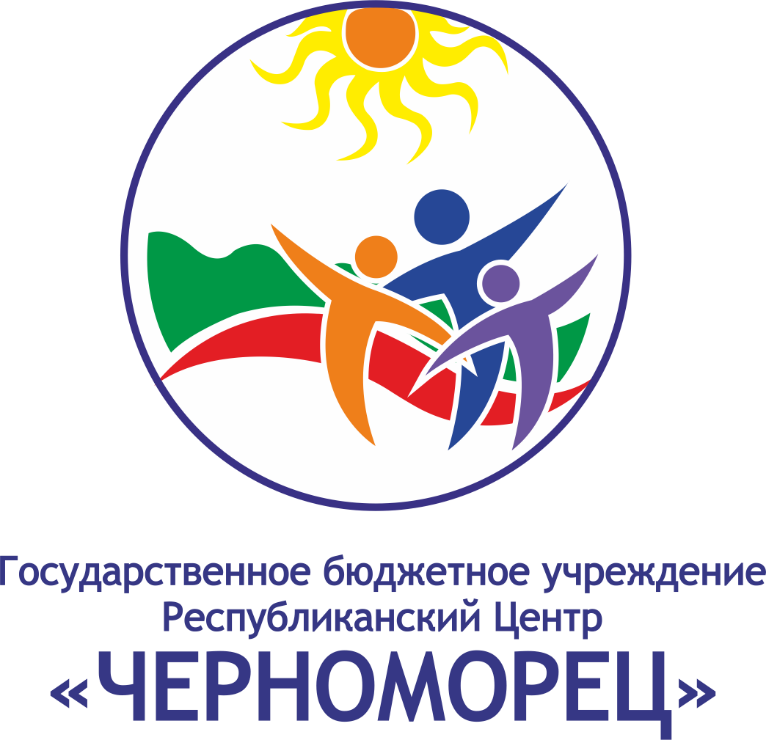 Государственное бюджетное учреждение
Республиканский Центр
«ЧЕРНОМОРЕЦ»